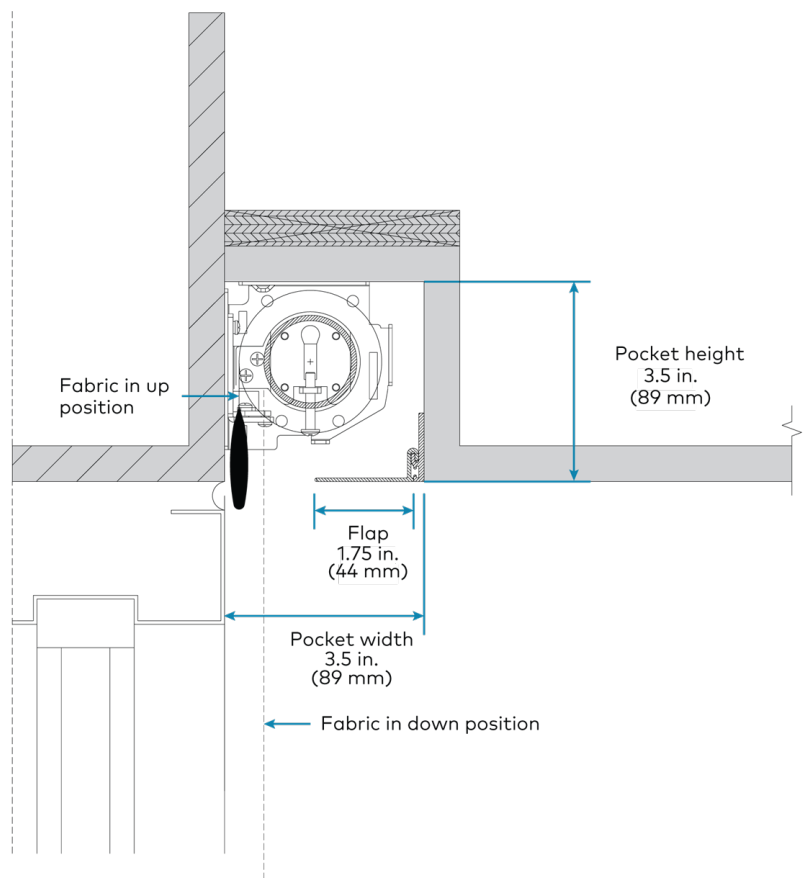 Pocket height
3.5 in.
(89 mm)
Fabric in up
position
Flap
1.75 in.
(44 mm)
Pocket width
3.5 in.
(89 mm)
Fabric in down position